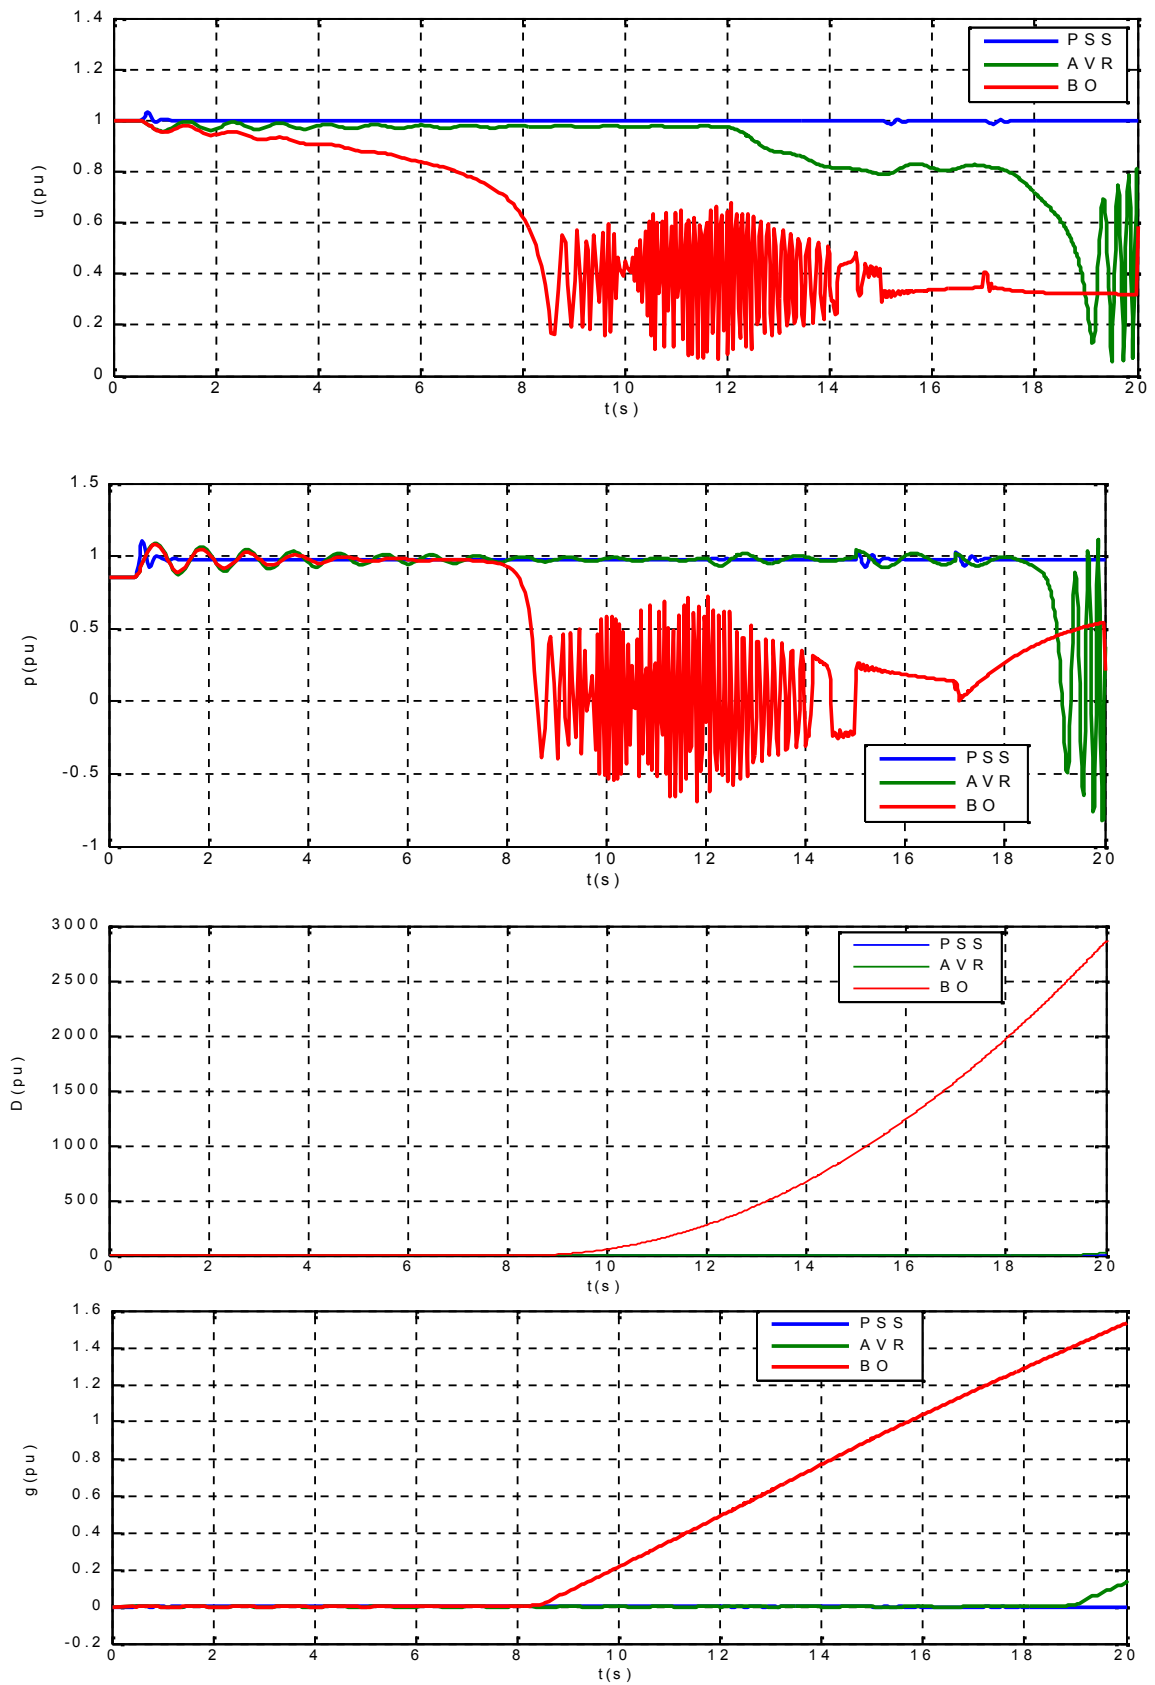 1.4
1.2
1
0.8
0.6
0.4
0.2
0
u(pu)
PSS
AVR
BO
0 2 4 6 8 10 12 14 16 18 20
t(s)
1.5
1
0.5
0
-0.5
-1
p(pu)
PSS
AVR
BO
0 2 4 6 8 10 12 14 16 18 20
t(s)
3000
2500
2000
1500
1000
500
0
D(pu)
PSS
AVR
BO
0 2 4 6 8 10 12 14 16 18 20
t(s)
1.6
1.4
1.2
1
0.8
0.6
0.4
0.2
0
-0.2
g(pu)
PSS
AVR
BO
0 2 4 6 8 10 12 14 16 18 20
t(s)